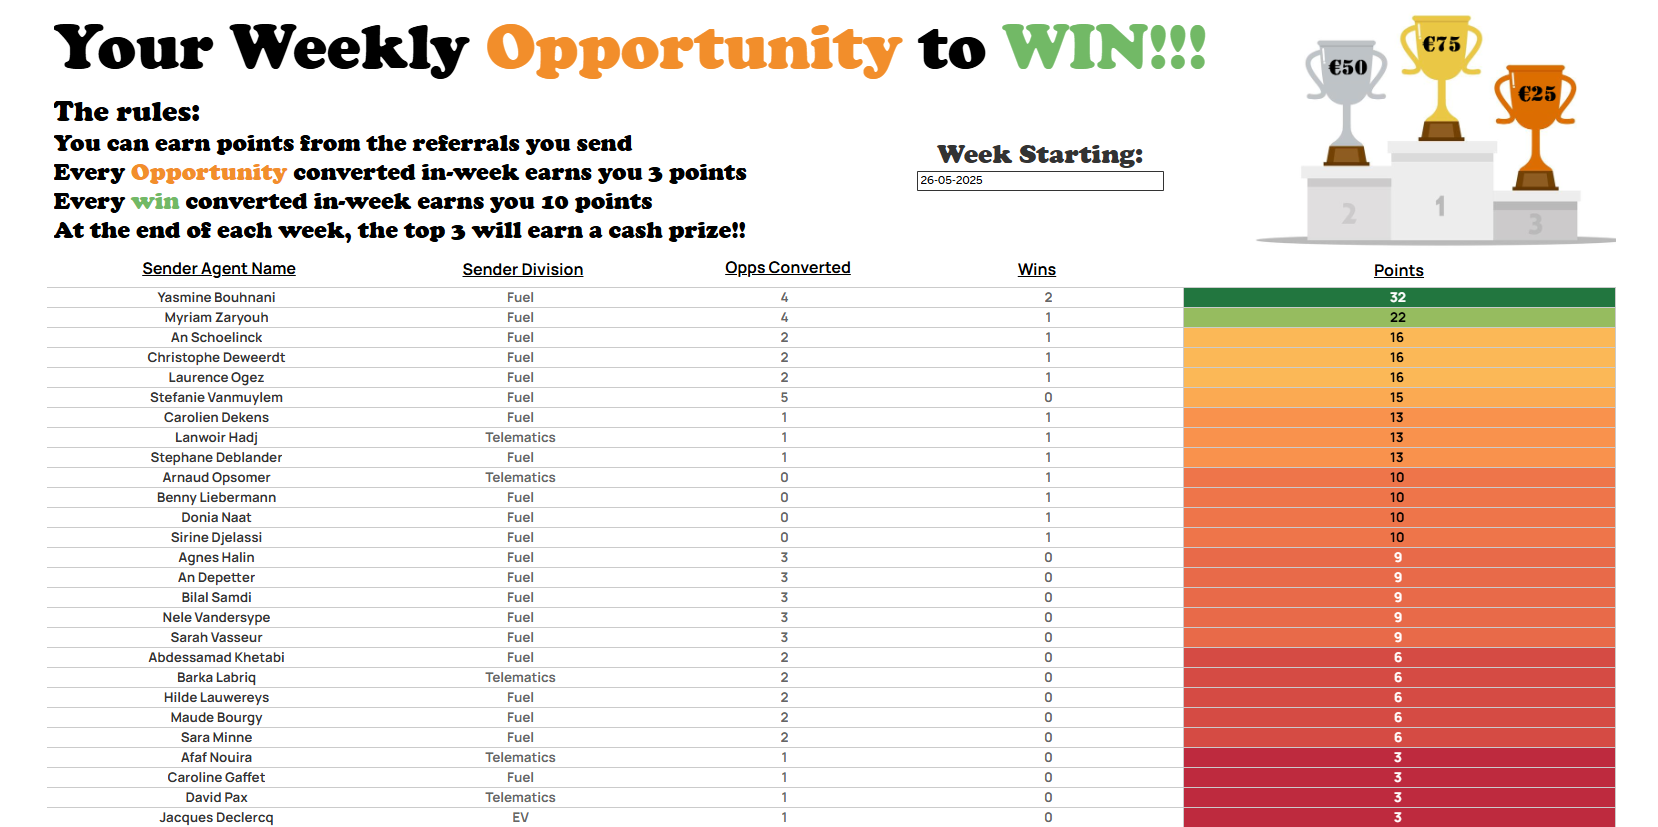 Your Weekly Opportunity to WIN!!!
€50
€75
€25
2
1
3
The rules:
You can earn points from the referrals you send
Every Opportunity converted in-week earns you 3 points
Every win converted in-week earns you 10 points
At the end of each week, the top 3 will earn a cash prize!!
Week Starting:
26-05-2025
Sender Agent Name Sender Division Opps Converted Wins Points
Yasmine Bouhnani Fuel 4 2 32
Myriam Zaryouh Fuel 4 1 22
An Schoelinck Fuel 2 1 16
Christophe Deweerdt Fuel 2 1 16
Laurence Ogez Fuel 2 1 16
Stefanie Vanmuylem Fuel 5 0 15
Carolien Dekens Fuel 1 1 13
Lanwoir Hadj Telematics 1 1 13
Stephane Deblander Fuel 1 1 13
Arnaud Opsomer Telematics 0 1 10
Benny Liebermann Fuel 0 1 10
Donia Naat Fuel 0 1 10
Sirine Djelassi Fuel 0 1 10
Agnes Halin Fuel 3 0 9
An Depetter Fuel 3 0 9
Bilal Samdi Fuel 3 0 9
Nele Vandersype Fuel 3 0 9
Sarah Vasseur Fuel 3 0 9
Abdessamad Khetabi Fuel 2 0 6
Barka Labriq Telematics 2 0 6
Hilde Lauwereys Fuel 2 0 6
Maude Bourgy Fuel 2 0 6
Sara Minne Fuel 2 0 6
Afaf Nouira Telematics 1 0 3
Caroline Gaffet Fuel 1 0 3
David Pax Telematics 1 0 3
Jacques Declercq EV 1 0 3